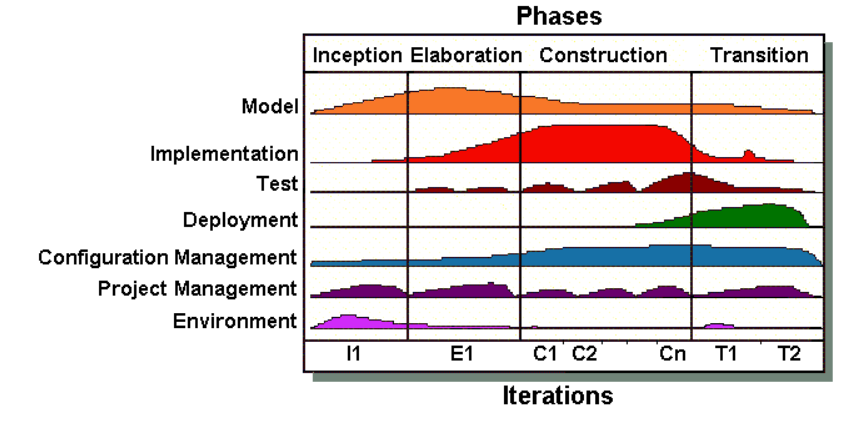 Phases
Inception Elaboration Construction Transition
Model
Implementation
Test
Deployment
Configuration Management
Project Management
Environment
I1 E1 C1 C2 Cn T1 T2
Iterations